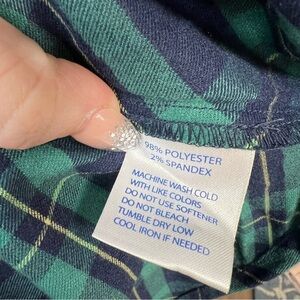 98% POLYESTER
2% SPANDEX
MACHINE WASH COLD
WITH LIKE COLORS
DO NOT USE SOFTENER
DO NOT BLEACH
TUMBLE DRY LOW
COOL IRON IF NEEDED